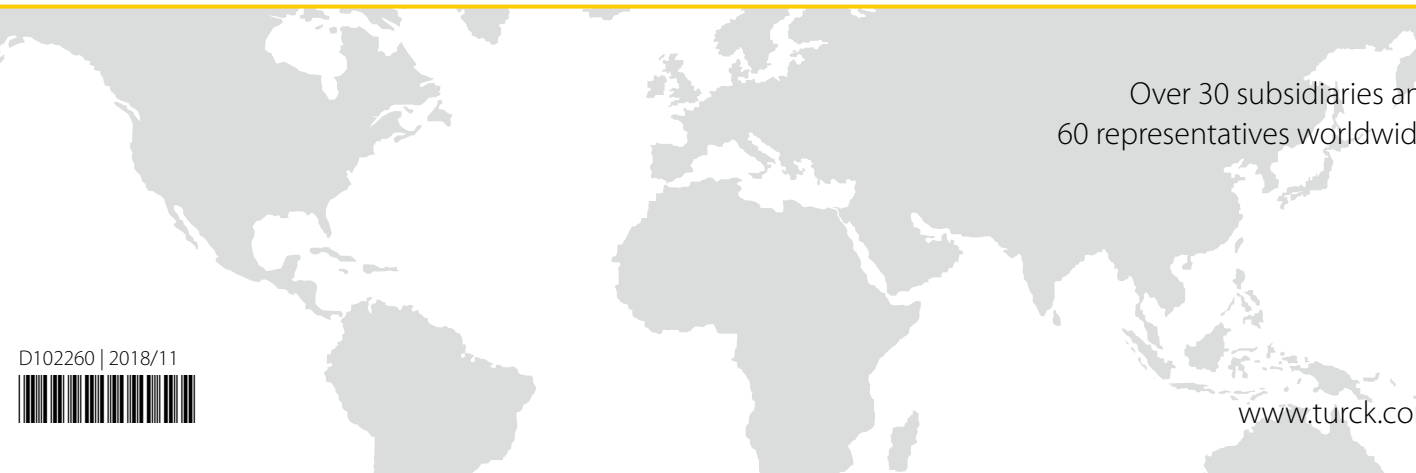 Over 30 subsidiaries an
60 representatives worldwid
D102260 | 2018/11
www.turck.co